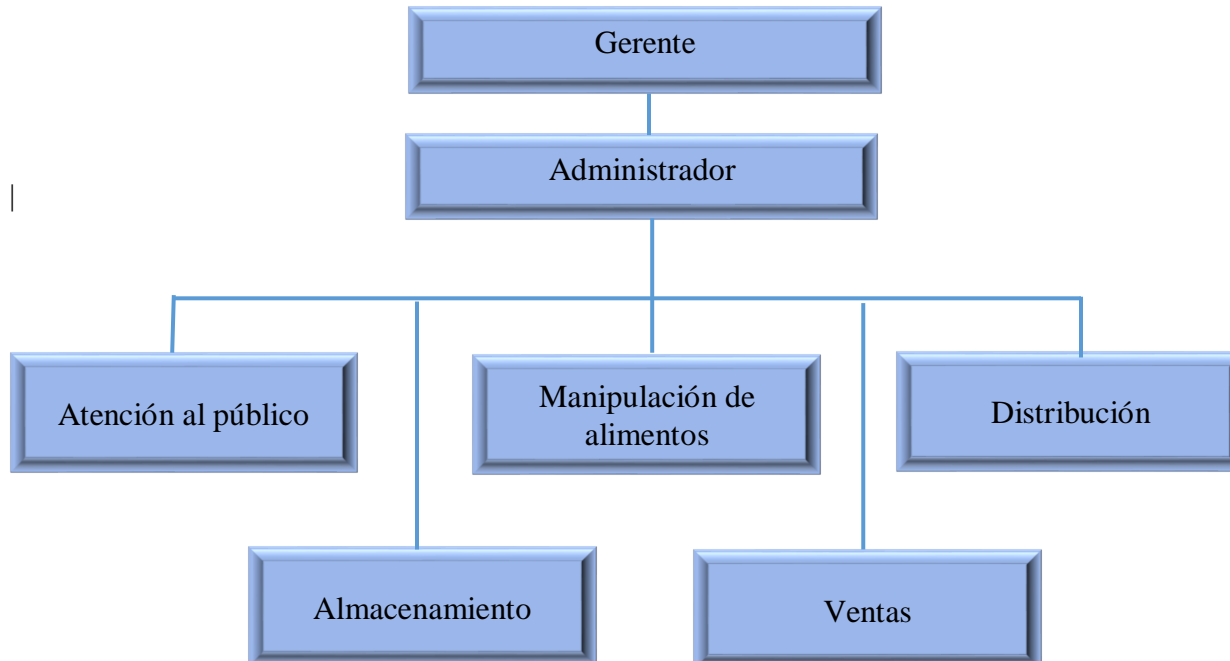 Gerente
Administrador
Atención al público
Manipulación de
alimentos
Distribución
Almacenamiento
Ventas